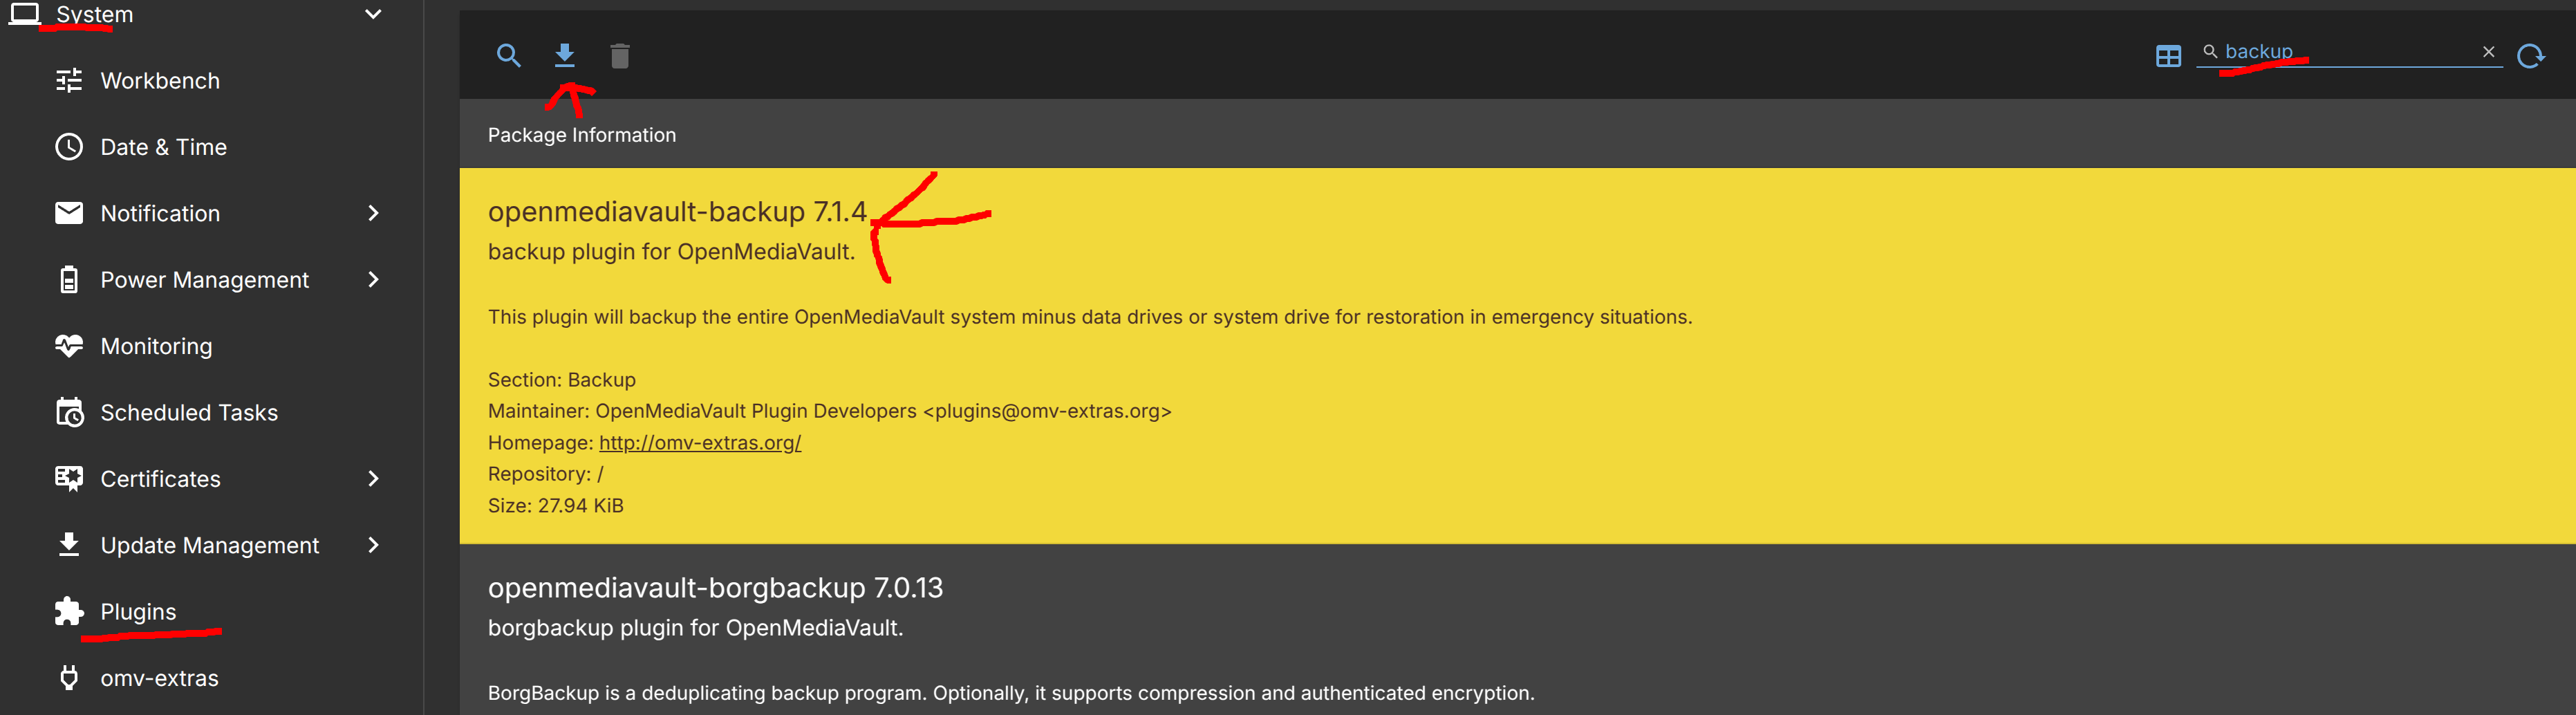 System
Workbench
Date & Time
Notification
Power Management
Monitoring
Scheduled Tasks
Certificates
Update Management
Plugins
omv-extras
backup
Package Information
openmediavault-backup 7.1.4
backup plugin for OpenMediaVault.
This plugin will backup the entire OpenMediaVault system minus data drives or system drive for restoration in emergency situations.
Section: Backup
Maintainer: OpenMediaVault Plugin Developers <plugins@omv-extras.org>
Homepage: http://omv-extras.org/
Repository: /
Size: 27.94 KiB
openmediavault-borgbackup 7.0.13
borgbackup plugin for OpenMediaVault.
BorgBackup is a deduplicating backup program. Optionally, it supports compression and authenticated encryption.